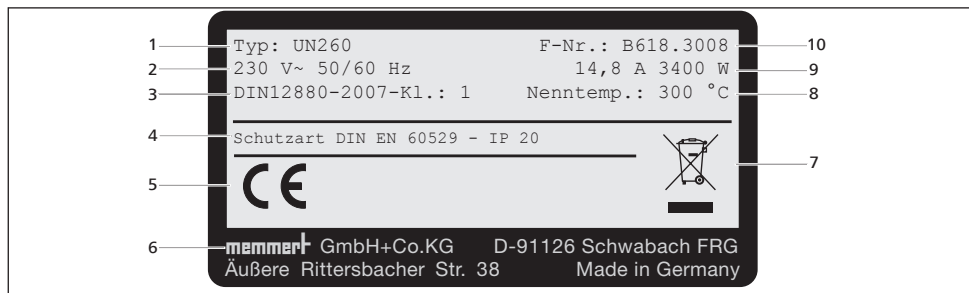 1 Typ: UN260 F-Nr.: B618.3008 10
2 230 V~ 50/60 Hz 14,8 A 3400 W 9
3 DIN12880-2007-Kl.: 1 Nenntemp.: 300 °C 8
4 Schutzart DIN EN 60529 - IP 20
7
5 CE
6 memmert GmbH+Co.KG D-91126 Schwabach FRG
Äußere Rittersbacher Str. 38 Made in Germany